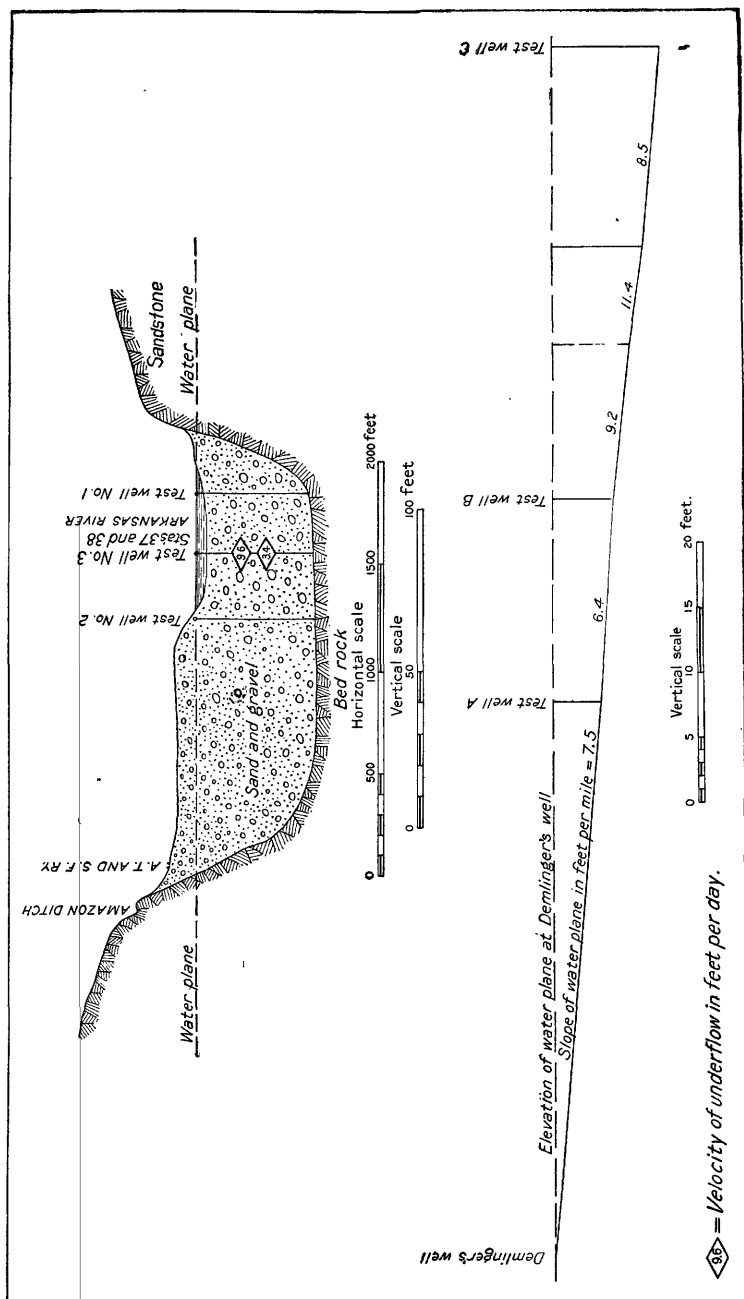 AMAZON DITCH
A. T. AND S. F. RY.
Test well No. 2
Test well No. 3
Stas 37 and 38
ARKANSAS RIVER
Test well No. 1
Sandstone
Water plane
Water plane
Sand and gravel
9.6
3.4
Bed rock
Horizontal scale
0 500 1000 1500 2000 feet
Vertical scale
0 50 100 feet
Demlinger's well
Test well A
Test well B
Test well C
Elevation of water plane at Demlinger's well
Slope of water plane in feet per mile = 7.5
6.4
9.2
11.4
8.5
Vertical scale
0 5 10 15 20 feet.
9.6 = Velocity of underflow in feet per day.